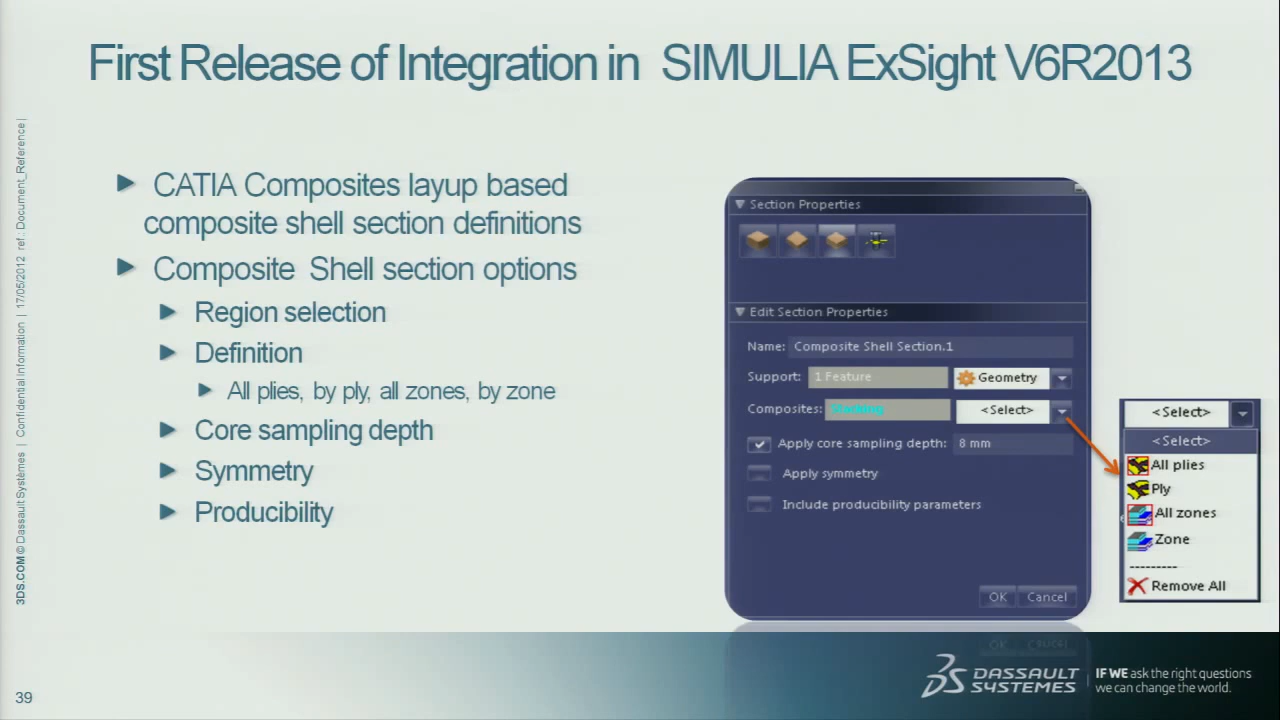 First Release of Integration in SIMULIA ExSight V6R2013
CATIA Composites layup based
composite shell section definitions
Composite Shell section options
Region selection
Definition
All plies, by ply, all zones, by zone
Core sampling depth
Symmetry
Producibility
Section Properties
Edit Section Properties
Name: Composite Shell Section.1
Support: 1 Feature Geometry
Composites: Stacking <Select>
Apply core sampling depth: 8 mm
Apply symmetry
Include producibility parameters
OK Cancel
<Select>
<Select>
All plies
Ply
All zones
Zone
---------
Remove All
3DS.COM © Dassault Systèmes | Confidential Information | 17/05/2012 ref.: Document_Reference |
39
DASSAULT
SYSTEMES
IF WE ask the right questions
we can change the world.